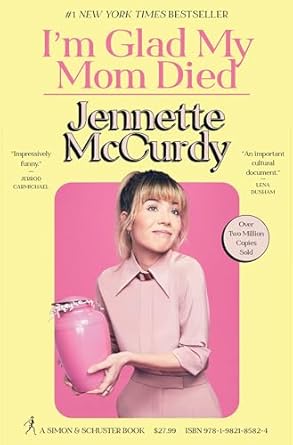 #1 NEW YORK TIMES BESTSELLER
I'm Glad My
Mom Died
Jennette
McCurdy
"Impressively
funny."
— JERROD
CARMICHAEL
"An important
cultural
document."
— LENA
DUNHAM
Over
Two Million
Copies
Sold
A SIMON & SCHUSTER BOOK $27.99 ISBN 978-1-9821-8582-4